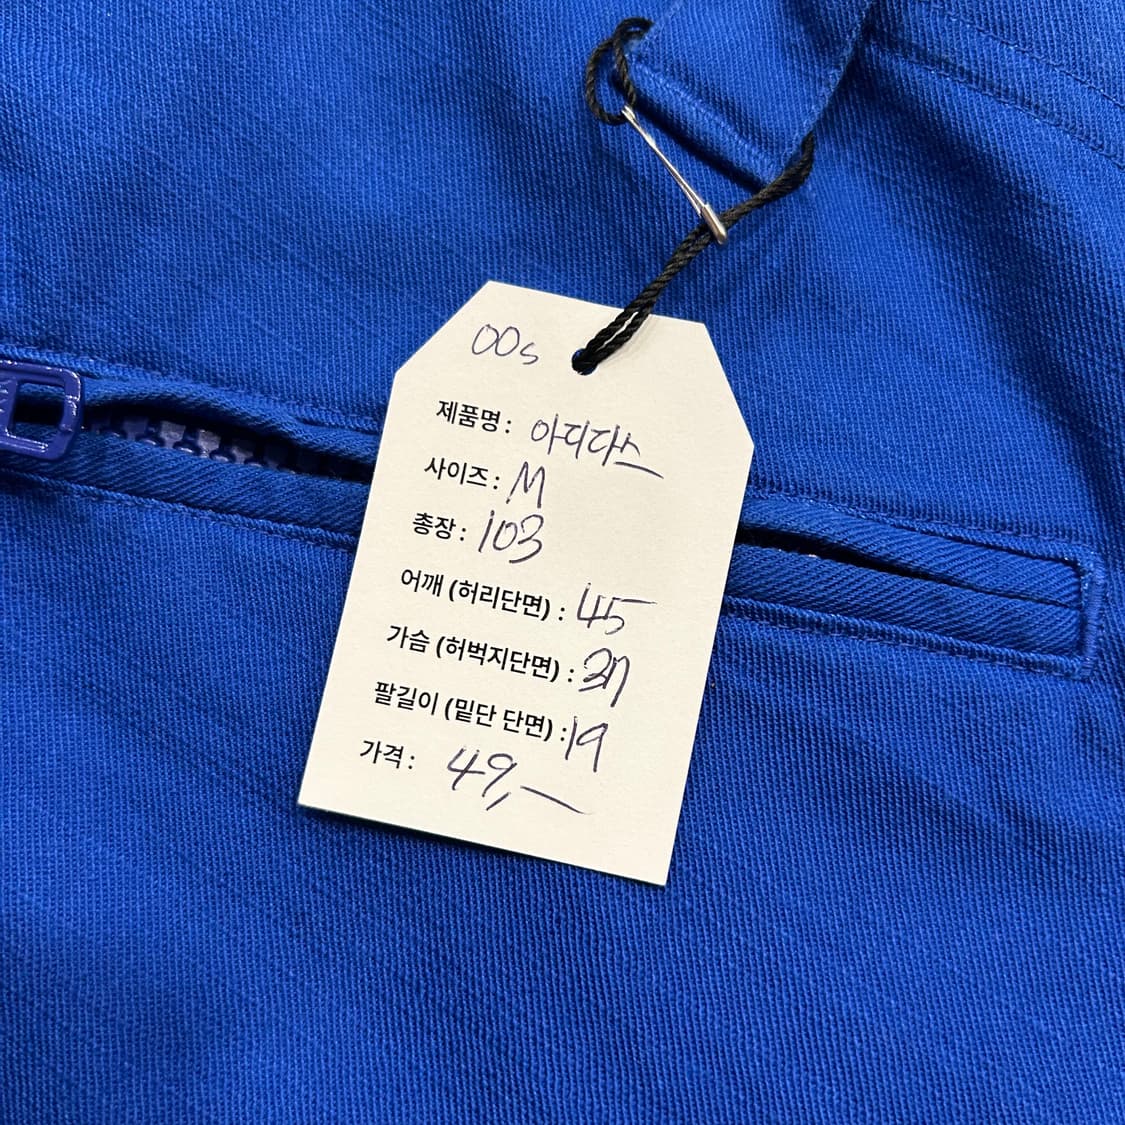 00s
제품명: 아디다스
사이즈: M
총장: 103
어깨 (허리단면) : 45
가슴 (허벅지단면) : 37
팔길이 (밑단 단면) : 19
가격: 49,—